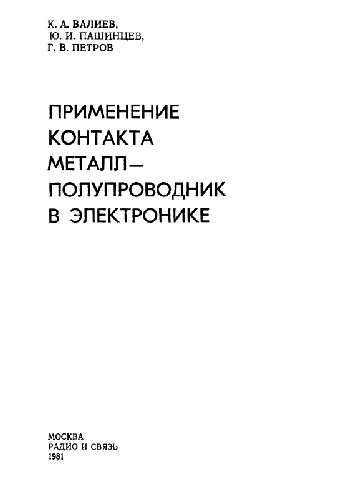 К. А. ВАЛИЕВ,
Ю. И. ПАШИНЦЕВ,
Г. В. ПЕТРОВ
ПРИМЕНЕНИЕ
КОНТАКТА
МЕТАЛЛ—
ПОЛУПРОВОДНИК
В ЭЛЕКТРОНИКЕ
МОСКВА
РАДИО И СВЯЗЬ
1981